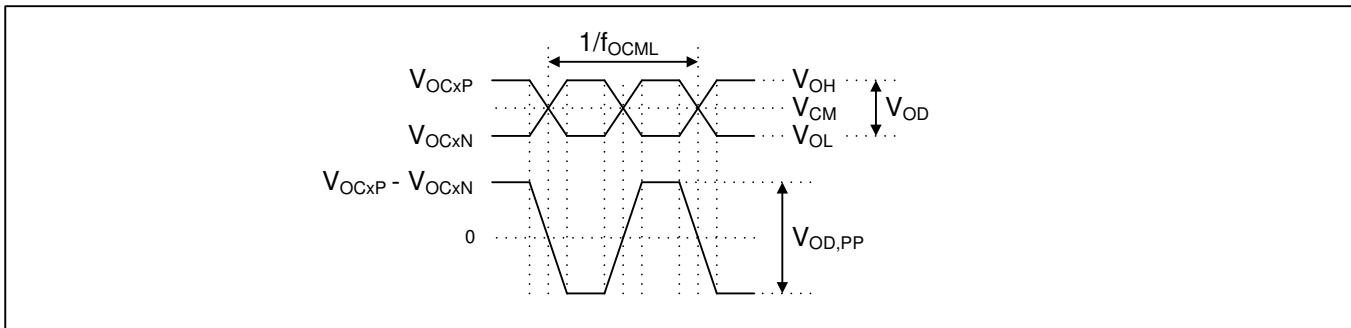 1/fOCML
VOCxP VOH
VCM VOD
VOCxN VOL
VOCxP - VOCxN
0 VOD,PP